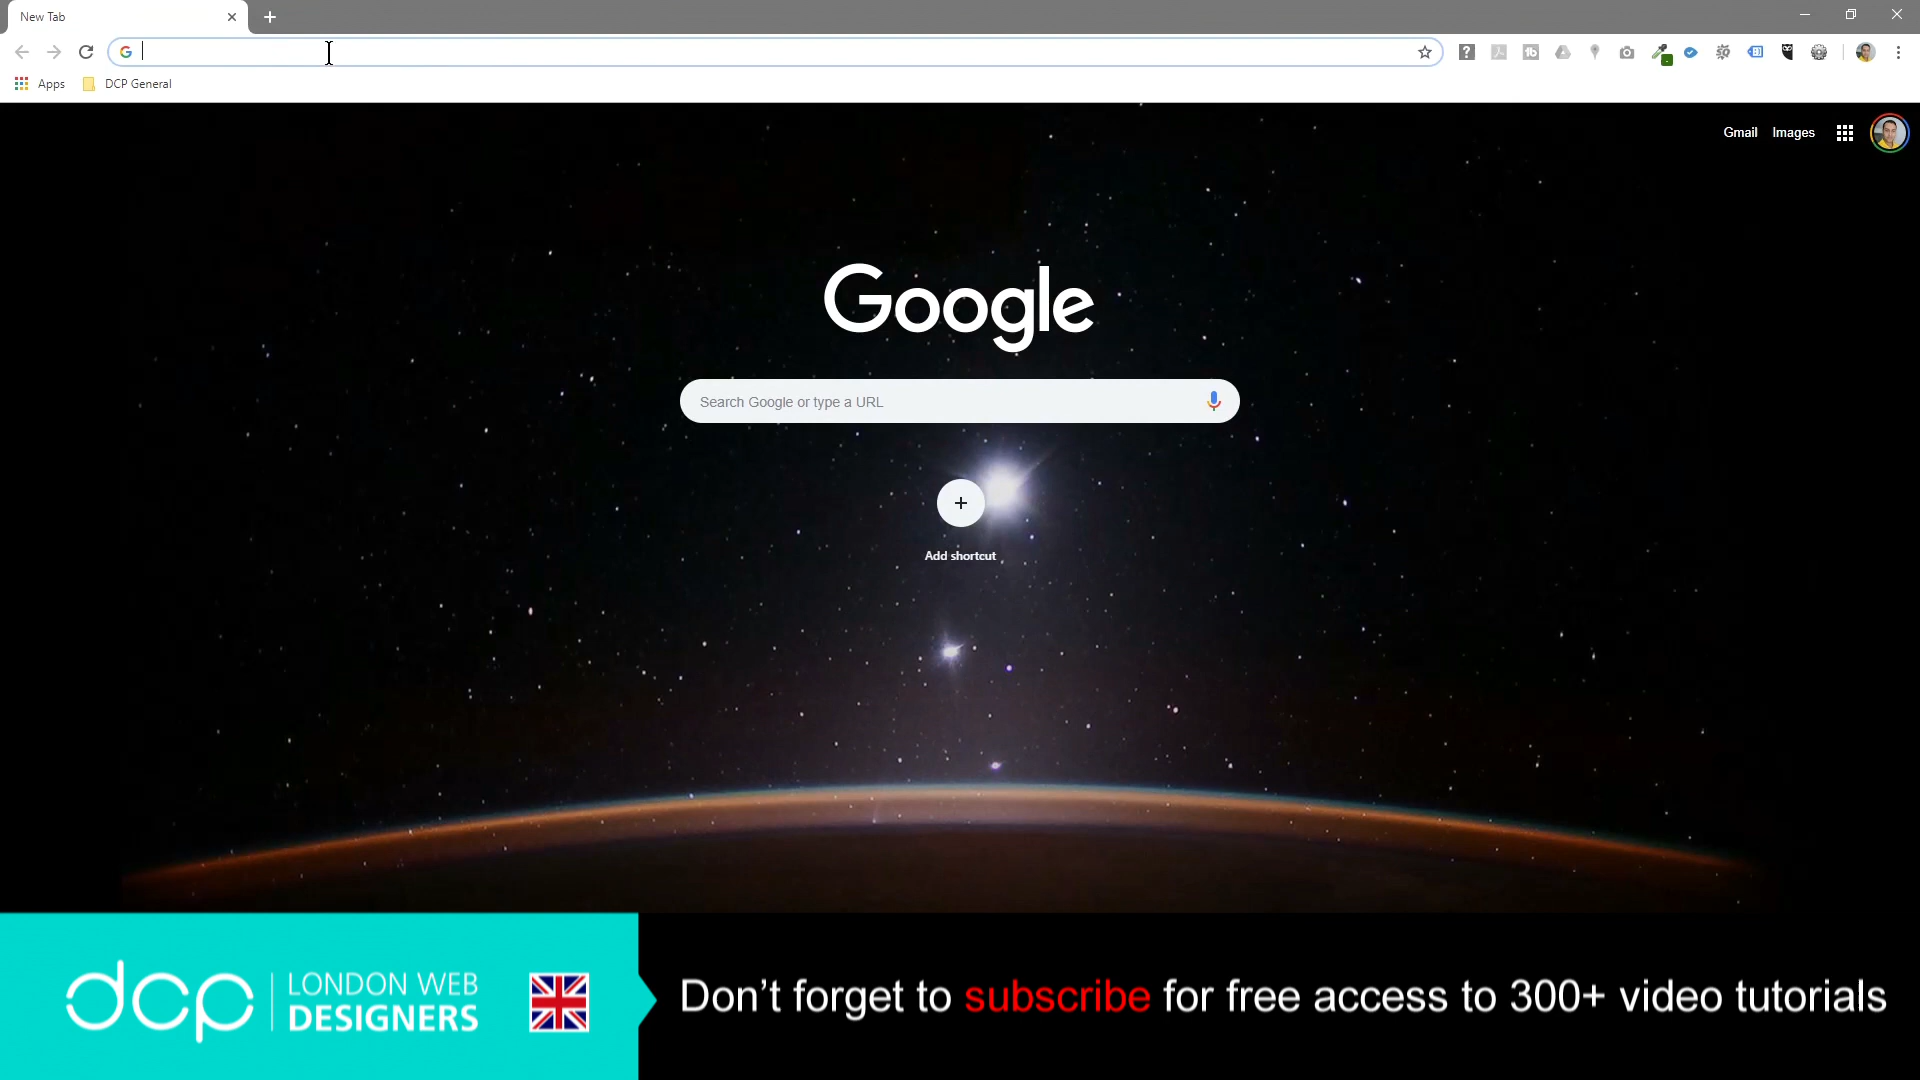 New Tab
Apps
DCP General
Gmail
Images
Google
Search Google or type a URL
Add shortcut
dcp
LONDON WEB
DESIGNERS
Don't forget to subscribe for free access to 300+ video tutorials